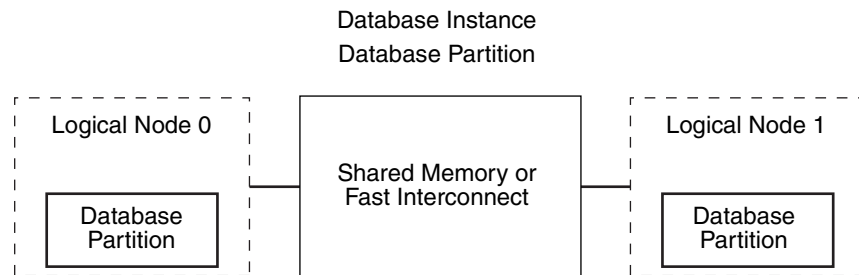 Database Instance
Database Partition
Logical Node 0
Shared Memory or
Fast Interconnect
Logical Node 1
Database
Partition
Database
Partition